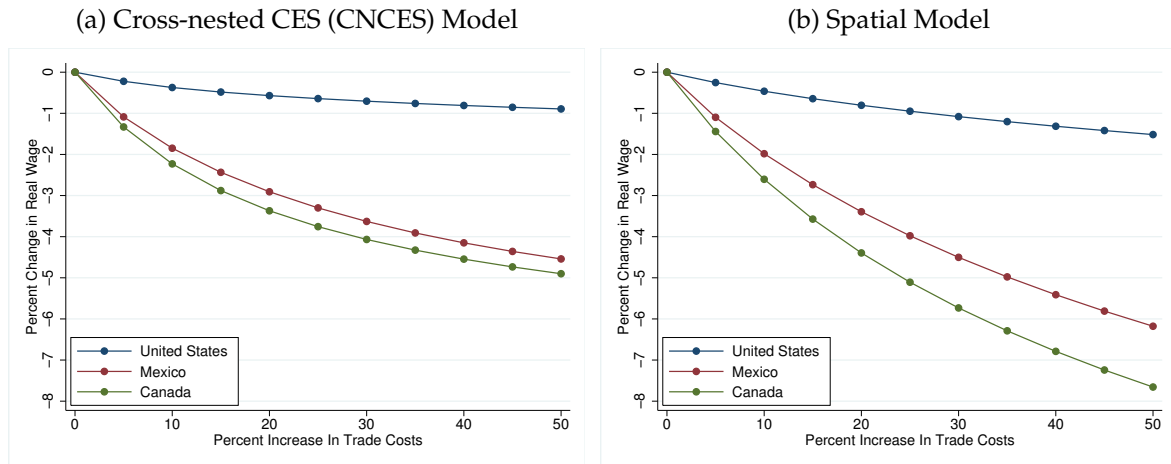 (a) Cross-nested CES (CNCES) Model
Percent Change in Real Wage
0
-1
-2
-3
-4
-5
-6
-7
-8
United States
Mexico
Canada
0
10
20
30
40
50
Percent Increase In Trade Costs
(b) Spatial Model
Percent Change in Real Wage
0
-1
-2
-3
-4
-5
-6
-7
-8
United States
Mexico
Canada
0
10
20
30
40
50
Percent Increase In Trade Costs